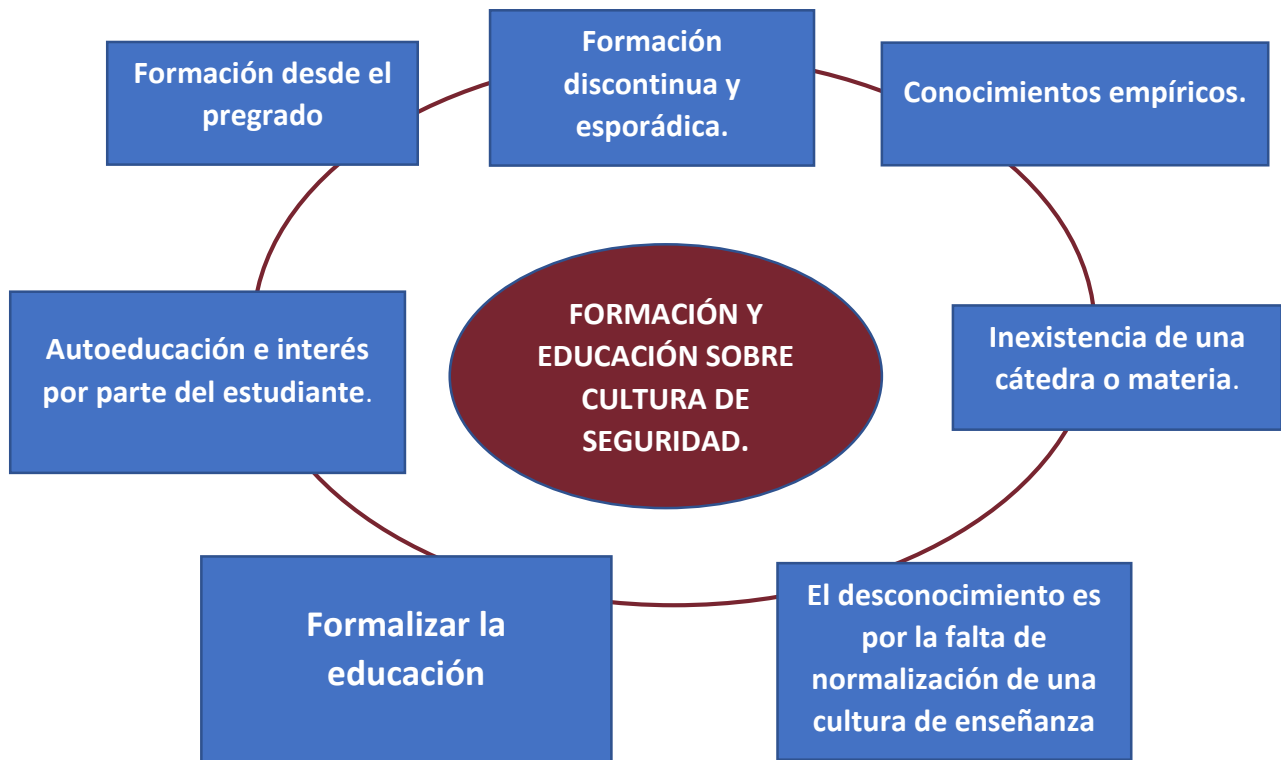 Formación desde el
pregrado
Formación
discontinua y
esporádica.
Conocimientos empíricos.
Autoeducación e interés
por parte del estudiante.
FORMACIÓN Y
EDUCACIÓN SOBRE
CULTURA DE
SEGURIDAD.
Inexistencia de una
cátedra o materia.
Formalizar la
educación
El desconocimiento es
por la falta de
normalización de una
cultura de enseñanza